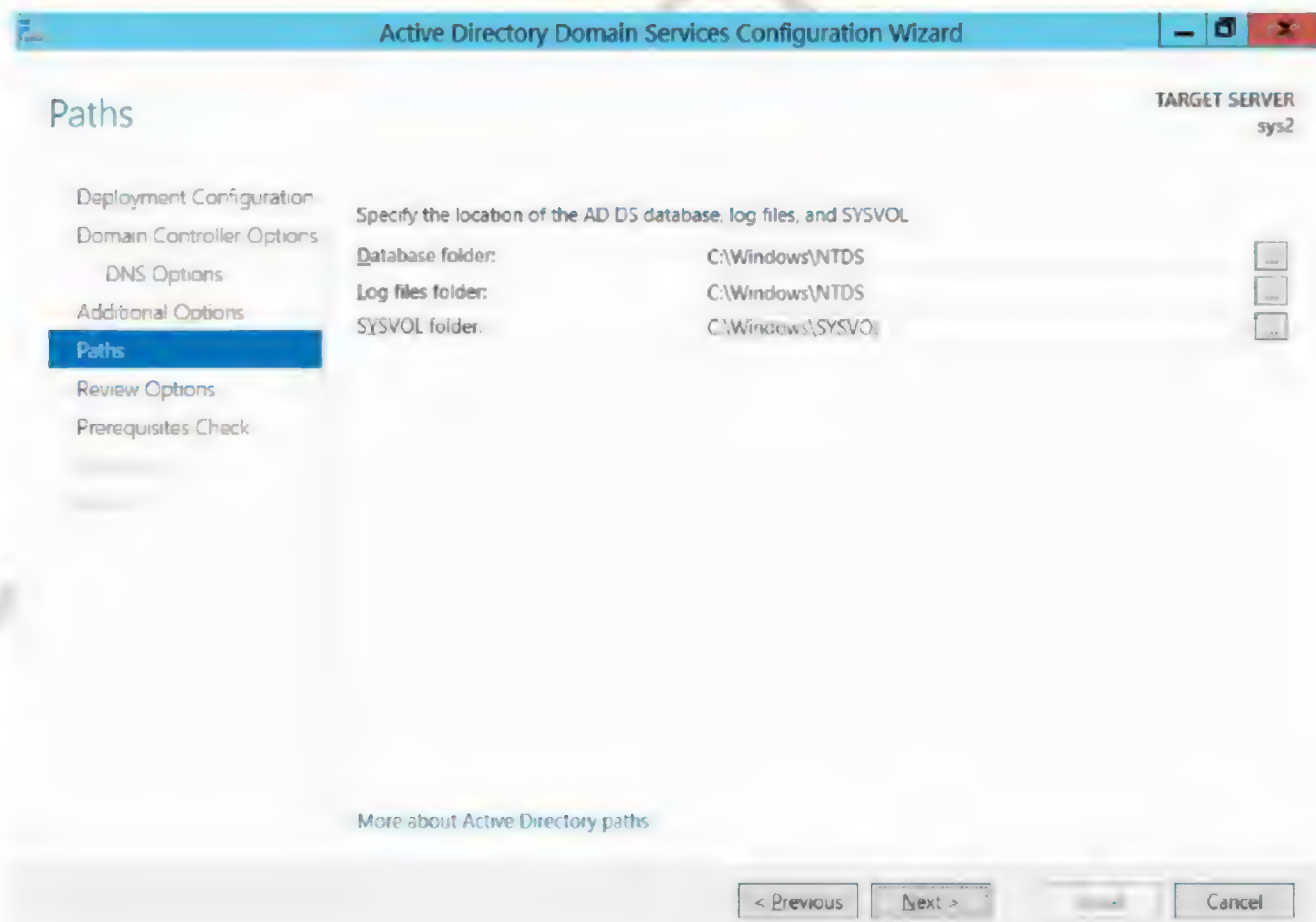 Active Directory Domain Services Configuration Wizard
Paths
TARGET SERVER
sys2
Deployment Configuration
Domain Controller Options
DNS Options
Additional Options
Paths
Review Options
Prerequisites Check
Specify the location of the AD DS database, log files, and SYSVOL
Database folder: C:\Windows\NTDS
Log files folder: C:\Windows\NTDS
SYSVOL folder: C:\Windows\SYSVOL
More about Active Directory paths
< Previous Next > Cancel